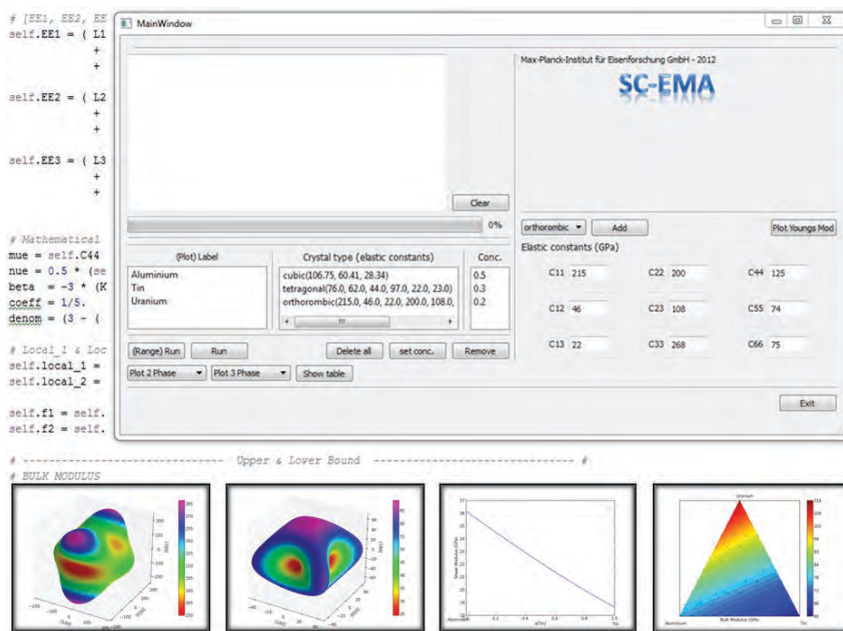 # [EE1, EE2, EE
self.EE1 = ( L1
+
+
self.EE2 = ( L2
+
+
self.EE3 = ( L3
+
+
# Mathematical
mue = self.C44
nue = 0.5 * (se
beta = -3 * (K
coeff = 1/5.
denom = (3 - (
# Local_1 & Loc
self.local_1 =
self.local_2 =
self.f1 = self.
self.f2 = self.
MainWindow
Max-Planck-Institut für Eisenforschung GmbH - 2012
SC-EMA
Clear
0%
orthorombic Add Plot Youngs Mod
Elastic constants (GPa)
C11 215 C22 200 C44 125
C12 46 C23 108 C55 74
C13 22 C33 268 C66 75
(Plot) Label Crystal type (elastic constants) Conc.
Aluminium cubic(106.75, 60.41, 28.34) 0.5
Tin tetragonal(76.0, 62.0, 44.0, 97.0, 22.0, 23.0) 0.3
Uranium orthorombic(215.0, 46.0, 22.0, 200.0, 108.0, 0.2
(Range) Run Run Delete all set conc. Remove
Plot 2 Phase Plot 3 Phase Show table
Exit
# ---------------------------- Upper & Lower Bound ---------------------------- #
# BULK MODULUS
Uranium
Aluminium Bulk Modulus (GPa) Tin